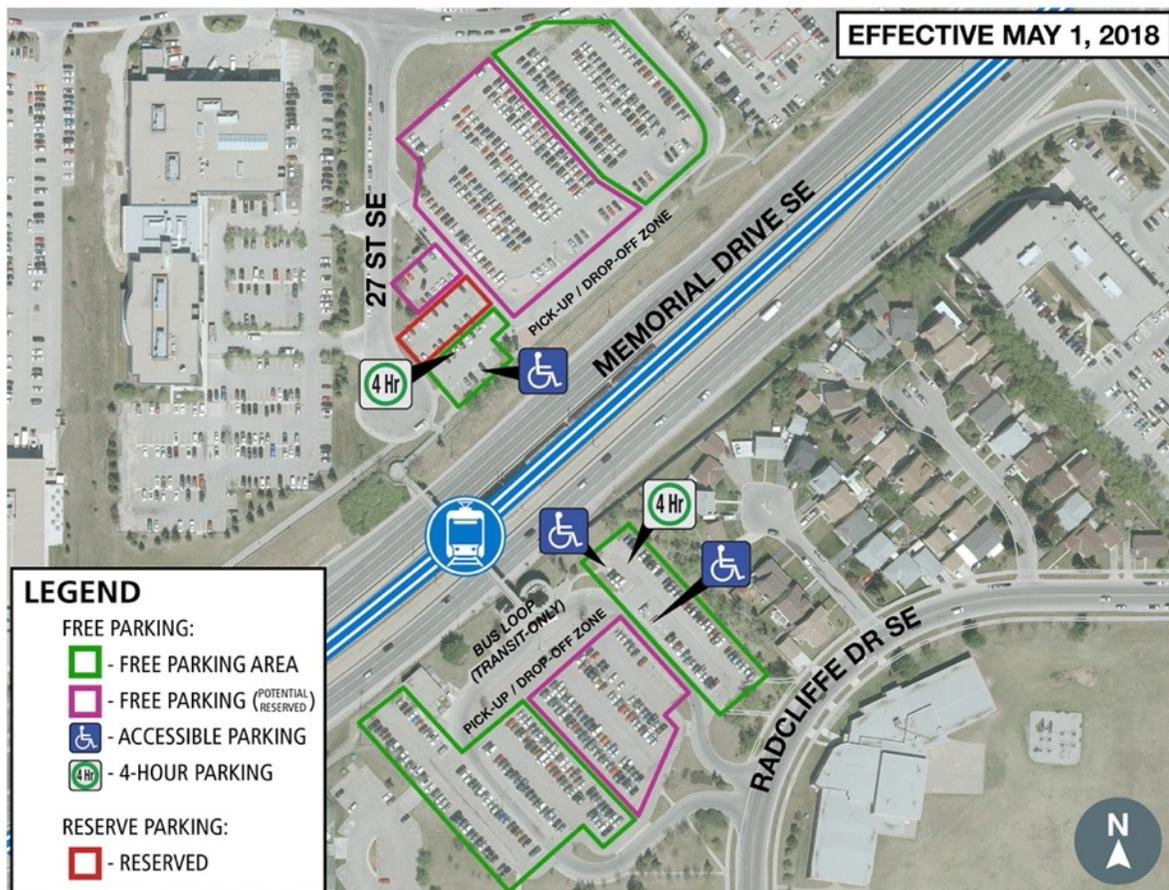 EFFECTIVE MAY 1, 2018
27 ST SE
PICK-UP / DROP-OFF ZONE
MEMORIAL DRIVE SE
4 Hr
4 Hr
BUS LOOP
(TRANSIT-ONLY)
PICK-UP / DROP-OFF ZONE
RADCLIFFE DR SE
LEGEND
FREE PARKING:
- FREE PARKING AREA
- FREE PARKING (POTENTIAL RESERVED)
- ACCESSIBLE PARKING
4 Hr - 4-HOUR PARKING
RESERVE PARKING:
- RESERVED
N